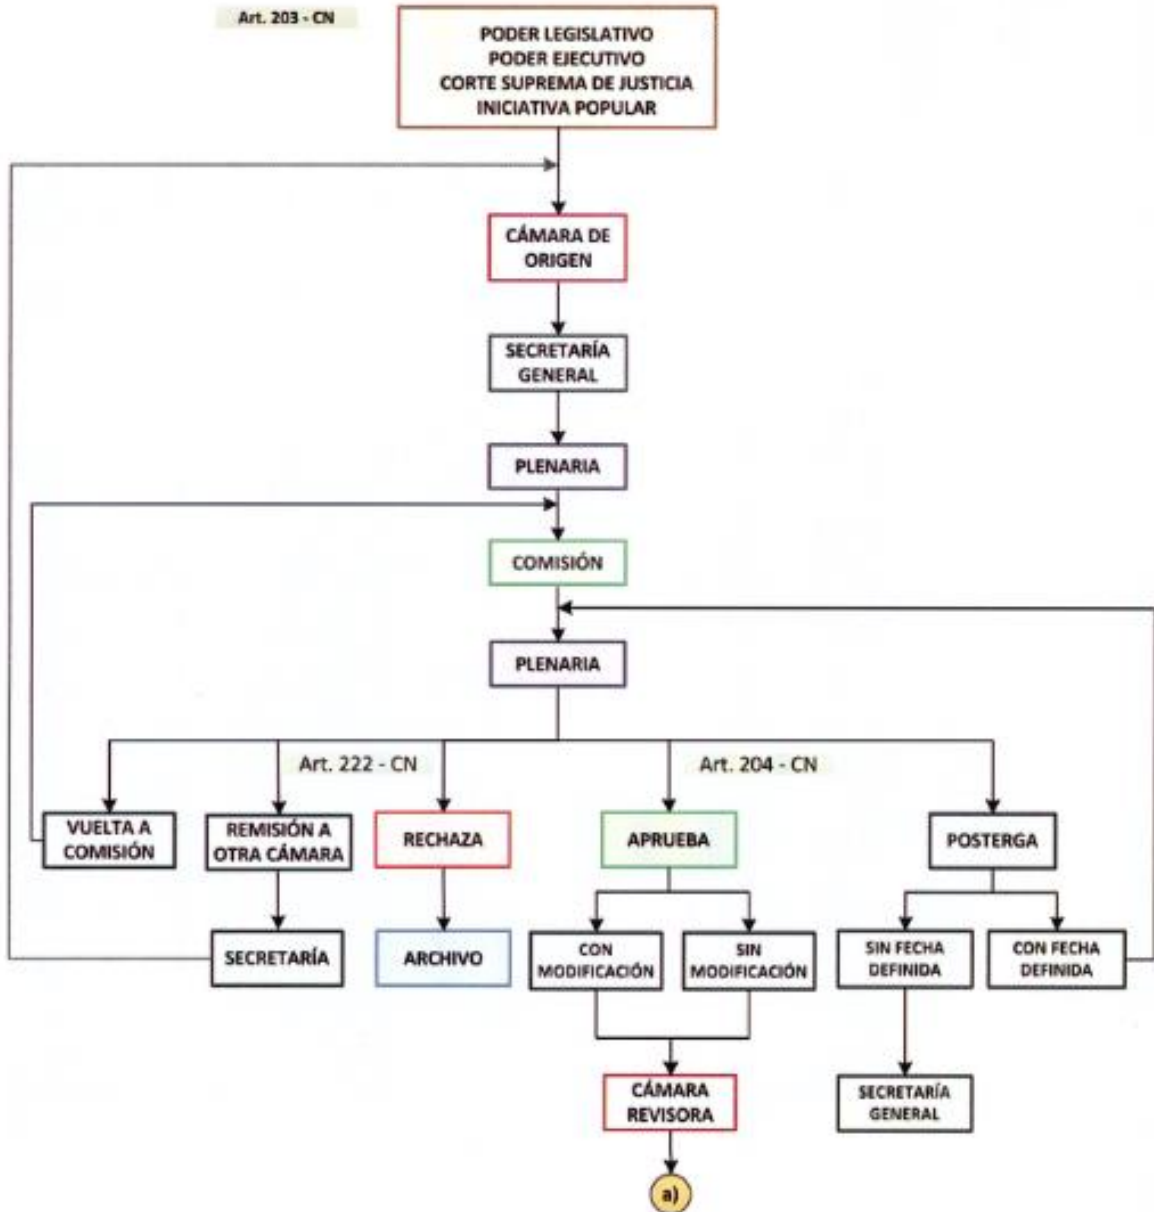 Art. 203 - CN
PODER LEGISLATIVO
PODER EJECUTIVO
CORTE SUPREMA DE JUSTICIA
INICIATIVA POPULAR
CÁMARA DE
ORIGEN
SECRETARÍA
GENERAL
PLENARIA
COMISIÓN
PLENARIA
Art. 222 - CN
Art. 204 - CN
VUELTA A
COMISIÓN
REMISIÓN A
OTRA CÁMARA
RECHAZA
APRUEBA
POSTERGA
SECRETARÍA
ARCHIVO
CON
MODIFICACIÓN
SIN
MODIFICACIÓN
SIN FECHA
DEFINIDA
CON FECHA
DEFINIDA
CÁMARA
REVISORA
SECRETARÍA
GENERAL
a)